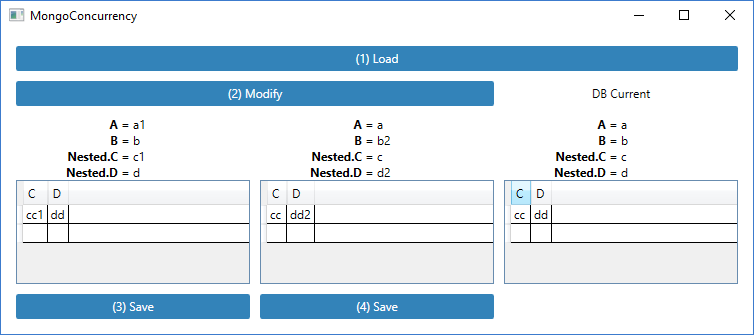 MongoConcurrency
(1) Load
(2) Modify
DB Current
A = a1
B = b
Nested.C = c1
Nested.D = d
C D
cc1 dd
A = a
B = b2
Nested.C = c
Nested.D = d2
C D
cc dd2
A = a
B = b
Nested.C = c
Nested.D = d
C D
cc dd
(3) Save
(4) Save